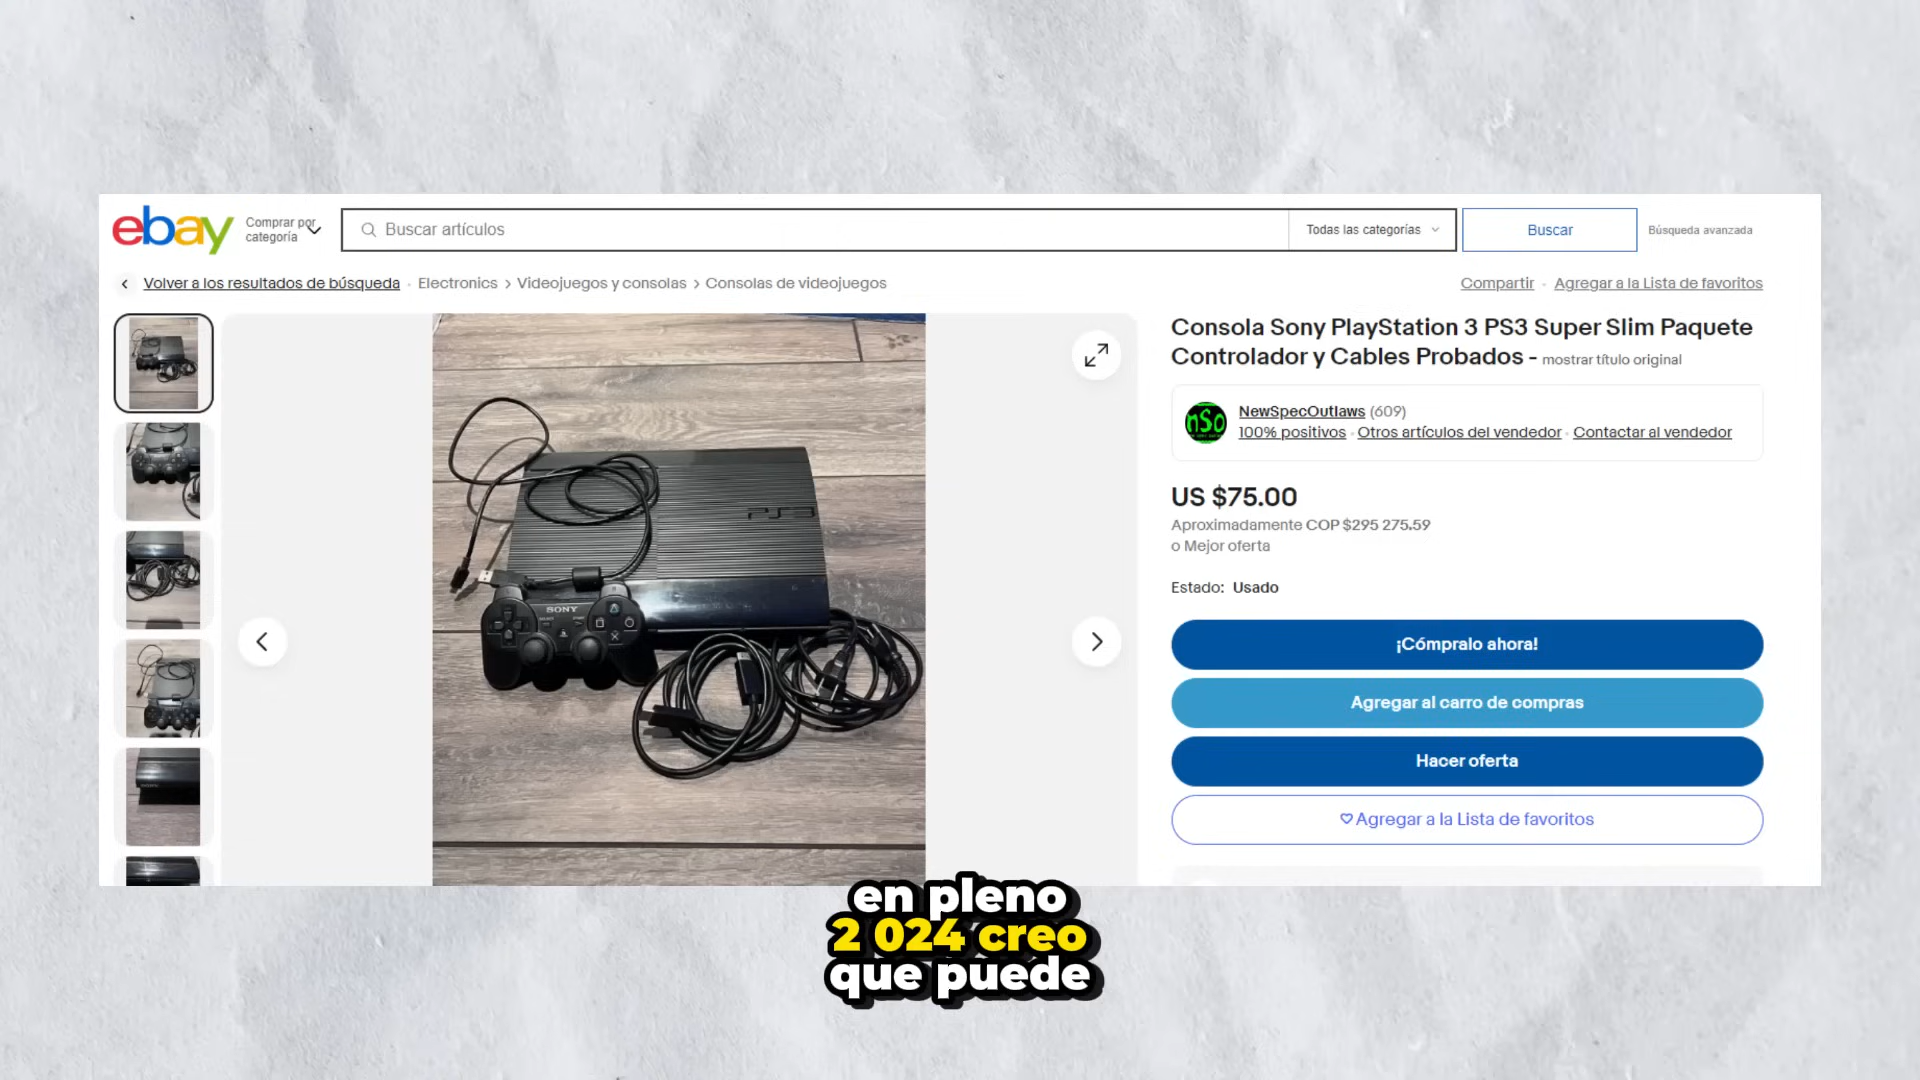 ebay
Comprar por
categoría
Buscar artículos
Todas las categorías
Buscar
Búsqueda avanzada
Volver a los resultados de búsqueda
Electronics > Videojuegos y consolas > Consolas de videojuegos
Compartir
Agregar a la Lista de favoritos
Consola Sony PlayStation 3 PS3 Super Slim Paquete
Controlador y Cables Probados - mostrar título original
nSo
NewSpecOutlaws (609)
100% positivos · Otros artículos del vendedor · Contactar al vendedor
US $75.00
Aproximadamente COP $295 275.59
o Mejor oferta
Estado: Usado
¡Cómpralo ahora!
Agregar al carro de compras
Hacer oferta
Agregar a la Lista de favoritos
PS3
SONY
en pleno
2 024 creo
que puede